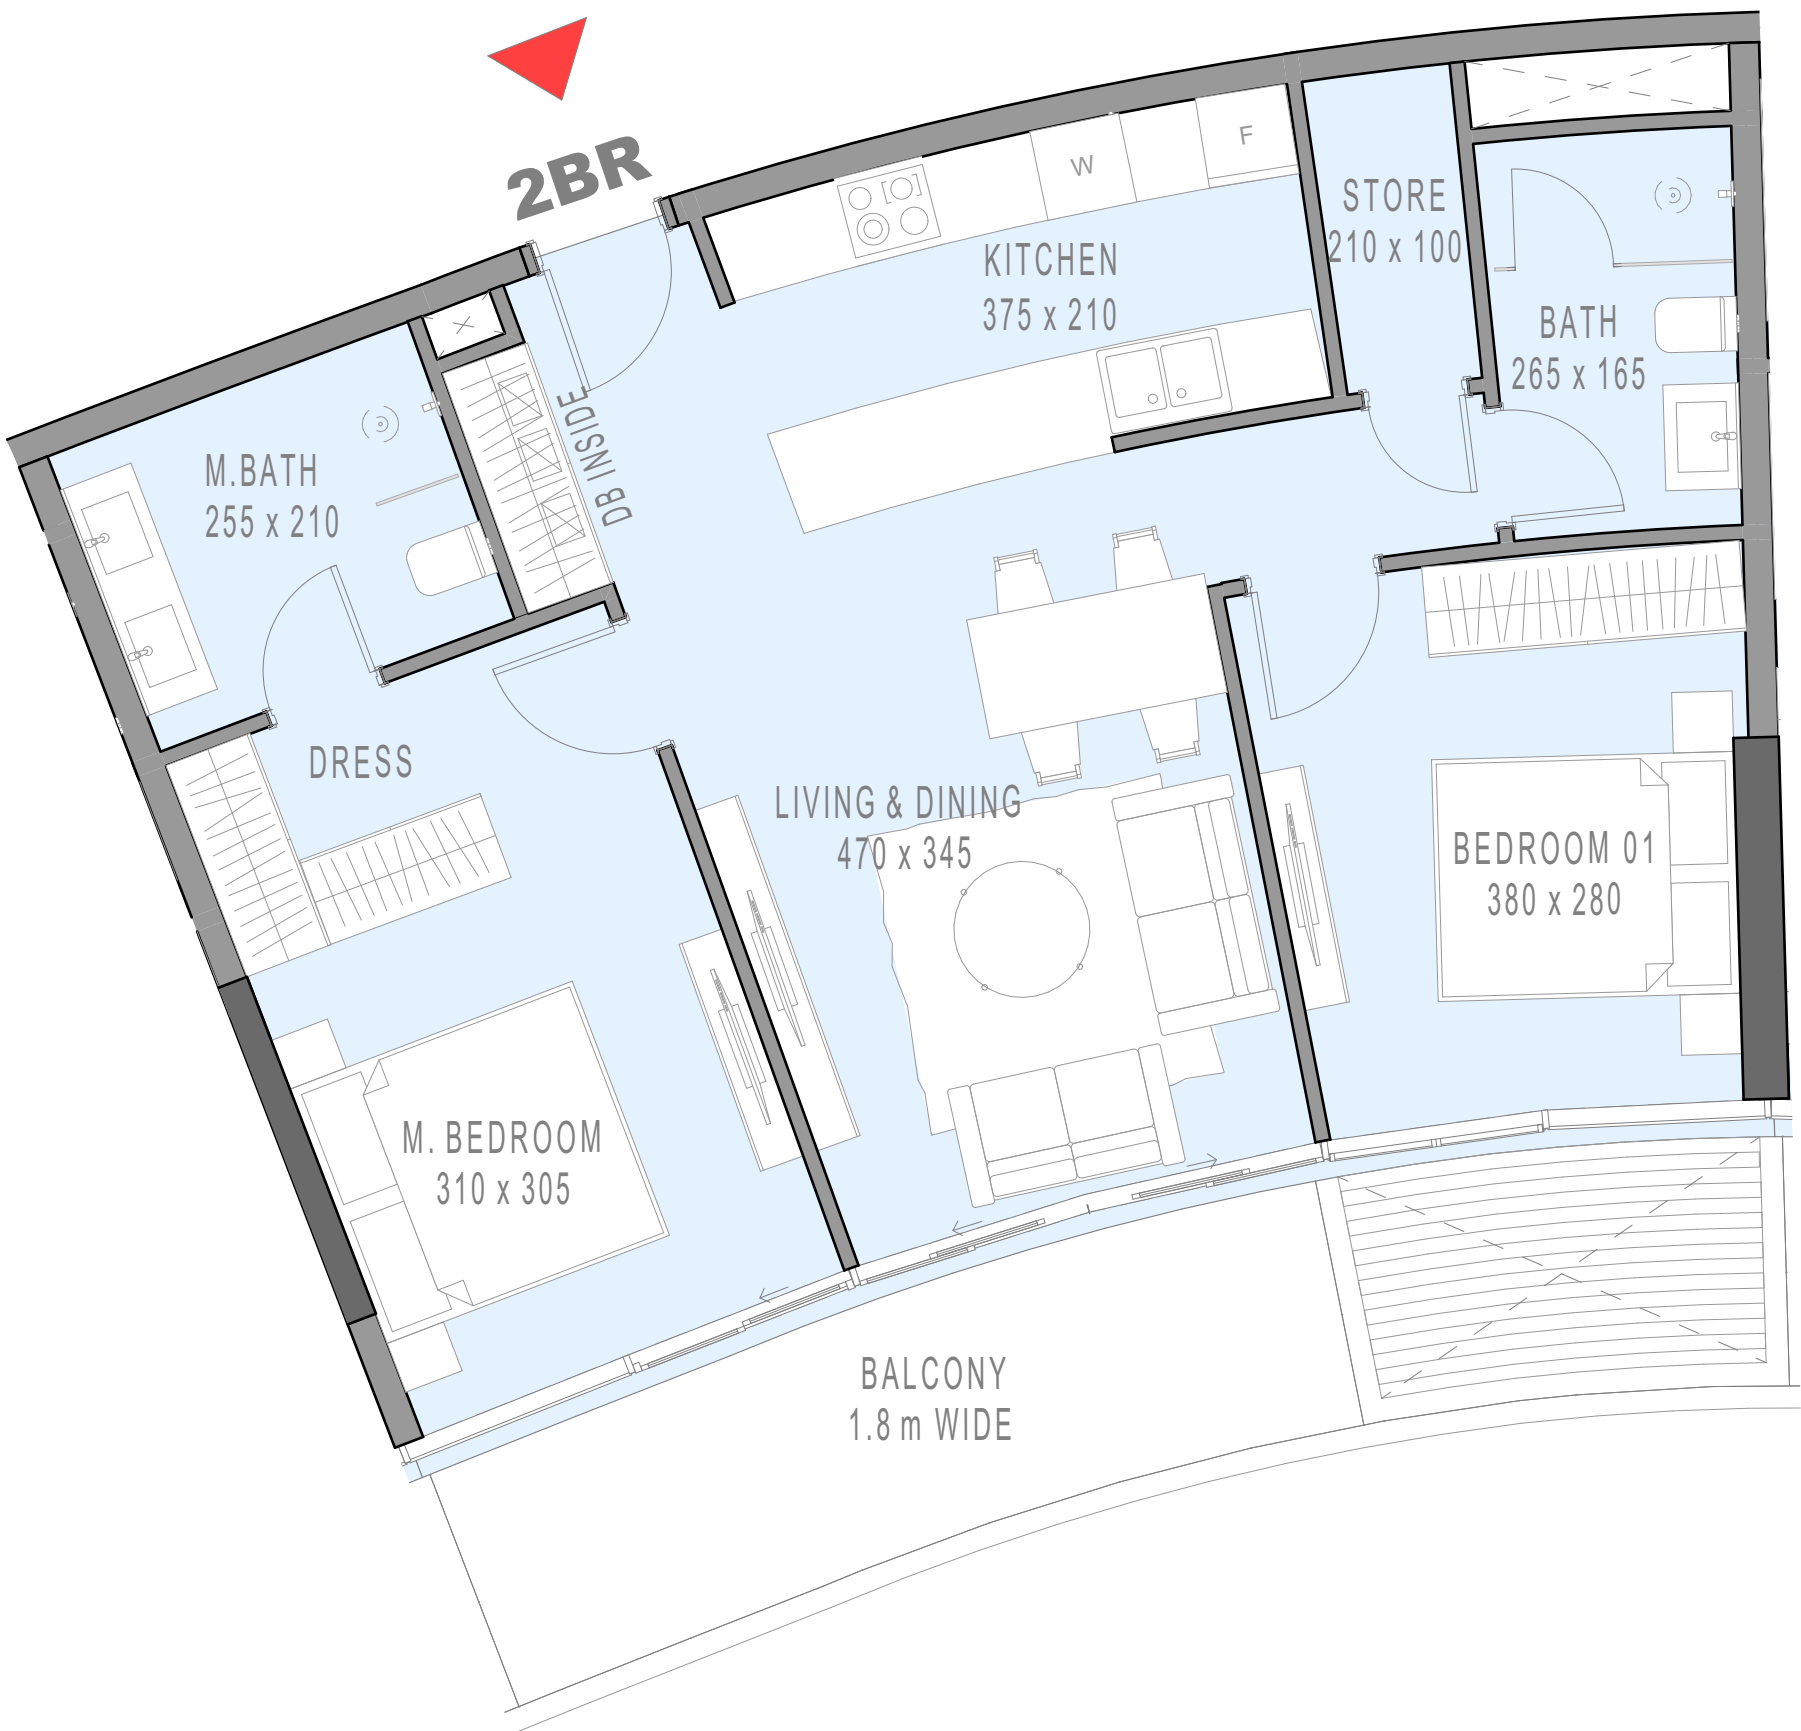 2BR
W
F
STORE
210 x 100
KITCHEN
375 x 210
BATH
265 x 165
M.BATH
255 x 210
DB INSIDE
DRESS
LIVING & DINING
470 x 345
BEDROOM 01
380 x 280
M. BEDROOM
310 x 305
BALCONY
1.8 m WIDE